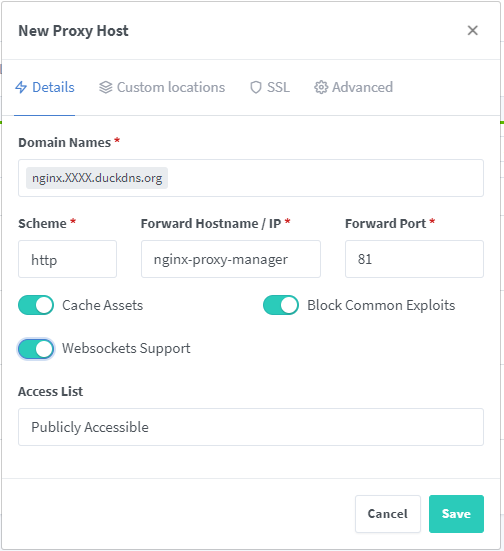 New Proxy Host ×
Details Custom locations SSL Advanced
Domain Names *
nginx.XXXX.duckdns.org
Scheme * Forward Hostname / IP * Forward Port *
http nginx-proxy-manager 81
Cache Assets Block Common Exploits
Websockets Support
Access List
Publicly Accessible
Cancel Save